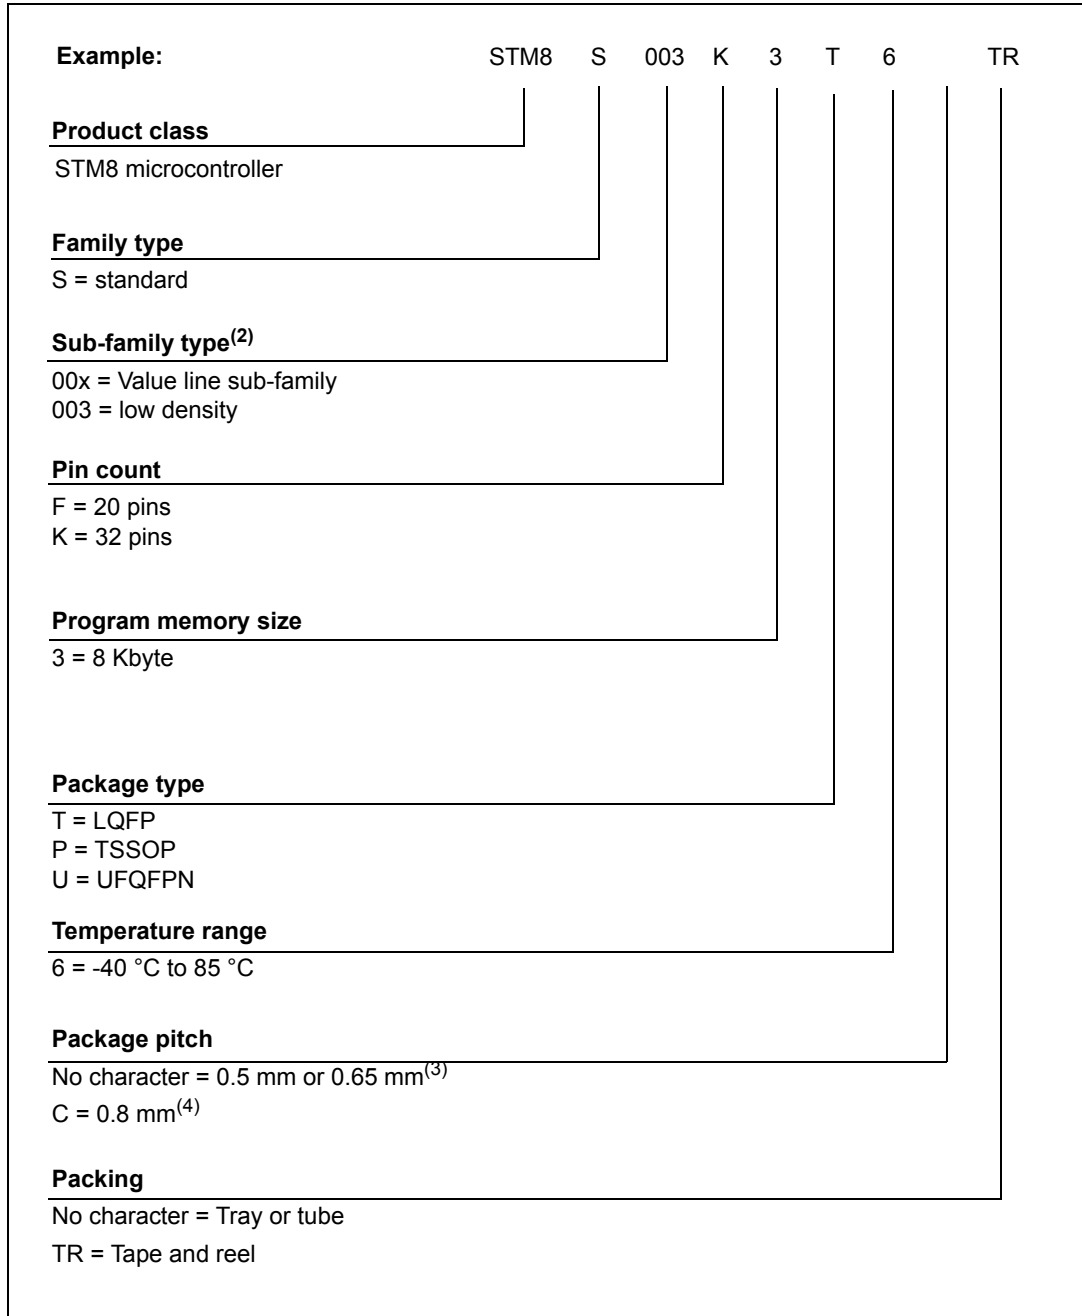 Example: STM8 S 003 K 3 T 6 TR
Product class
STM8 microcontroller
Family type
S = standard
Sub-family type(2)
00x = Value line sub-family
003 = low density
Pin count
F = 20 pins
K = 32 pins
Program memory size
3 = 8 Kbyte
Package type
T = LQFP
P = TSSOP
U = UFQFPN
Temperature range
6 = -40 °C to 85 °C
Package pitch
No character = 0.5 mm or 0.65 mm(3)
C = 0.8 mm(4)
Packing
No character = Tray or tube
TR = Tape and reel